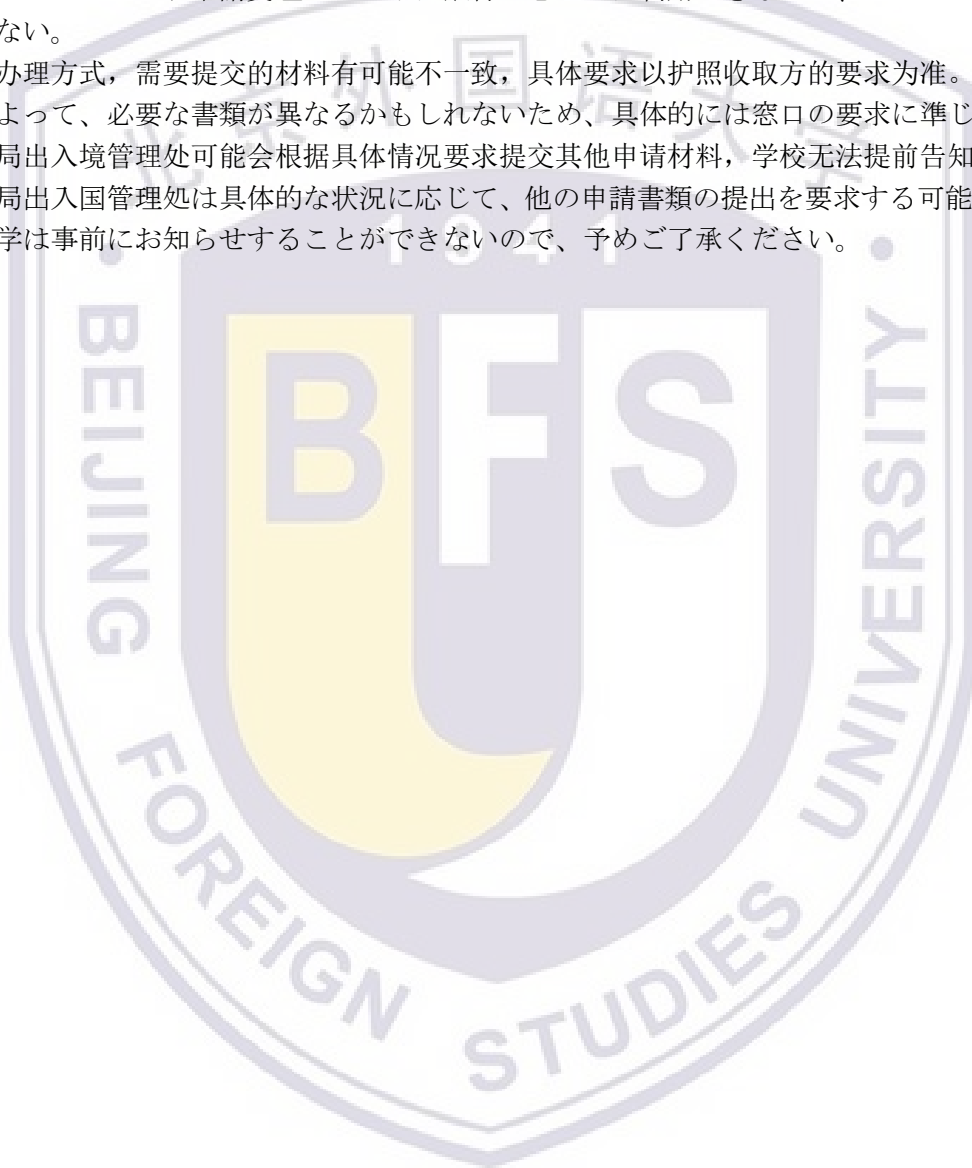 ない。
办理方式，需要提交的材料有可能不一致，具体要求以护照收取方的要求为准。
よって、必要な書類が異なるかもしれないため、具体的には窓口の要求に準じ
局出入境管理处可能会根据具体情况要求提交其他申请材料，学校无法提前告知
局出入国管理処は具体的な状況に応じて、他の申請書類の提出を要求する可能
学は事前にお知らせすることができないので、予めご了承ください。
北京外国语大学
1941
BFSU
BEIJING FOREIGN STUDIES UNIVERSITY